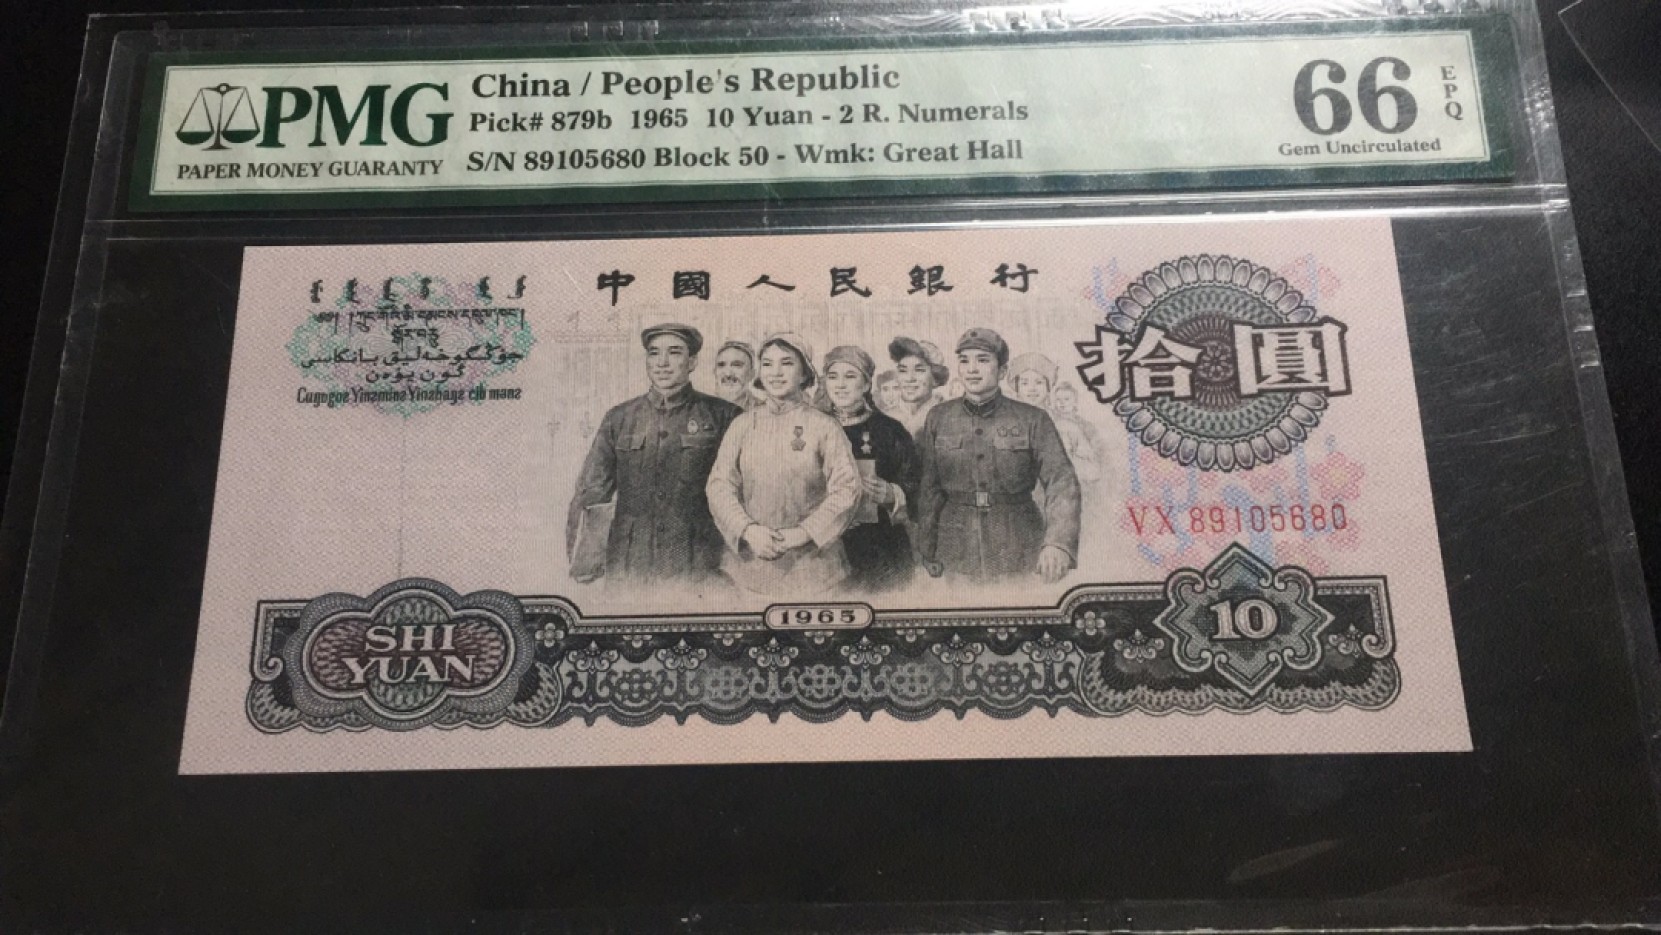 PMG
PAPER MONEY GUARANTY
China / People's Republic
Pick# 879b 1965 10 Yuan - 2 R. Numerals
S/N 89105680 Block 50 - Wmk: Great Hall
66 EPQ
Gem Uncirculated
中國人民銀行
拾圓
VX 89105680
1965
SHI
YUAN
10